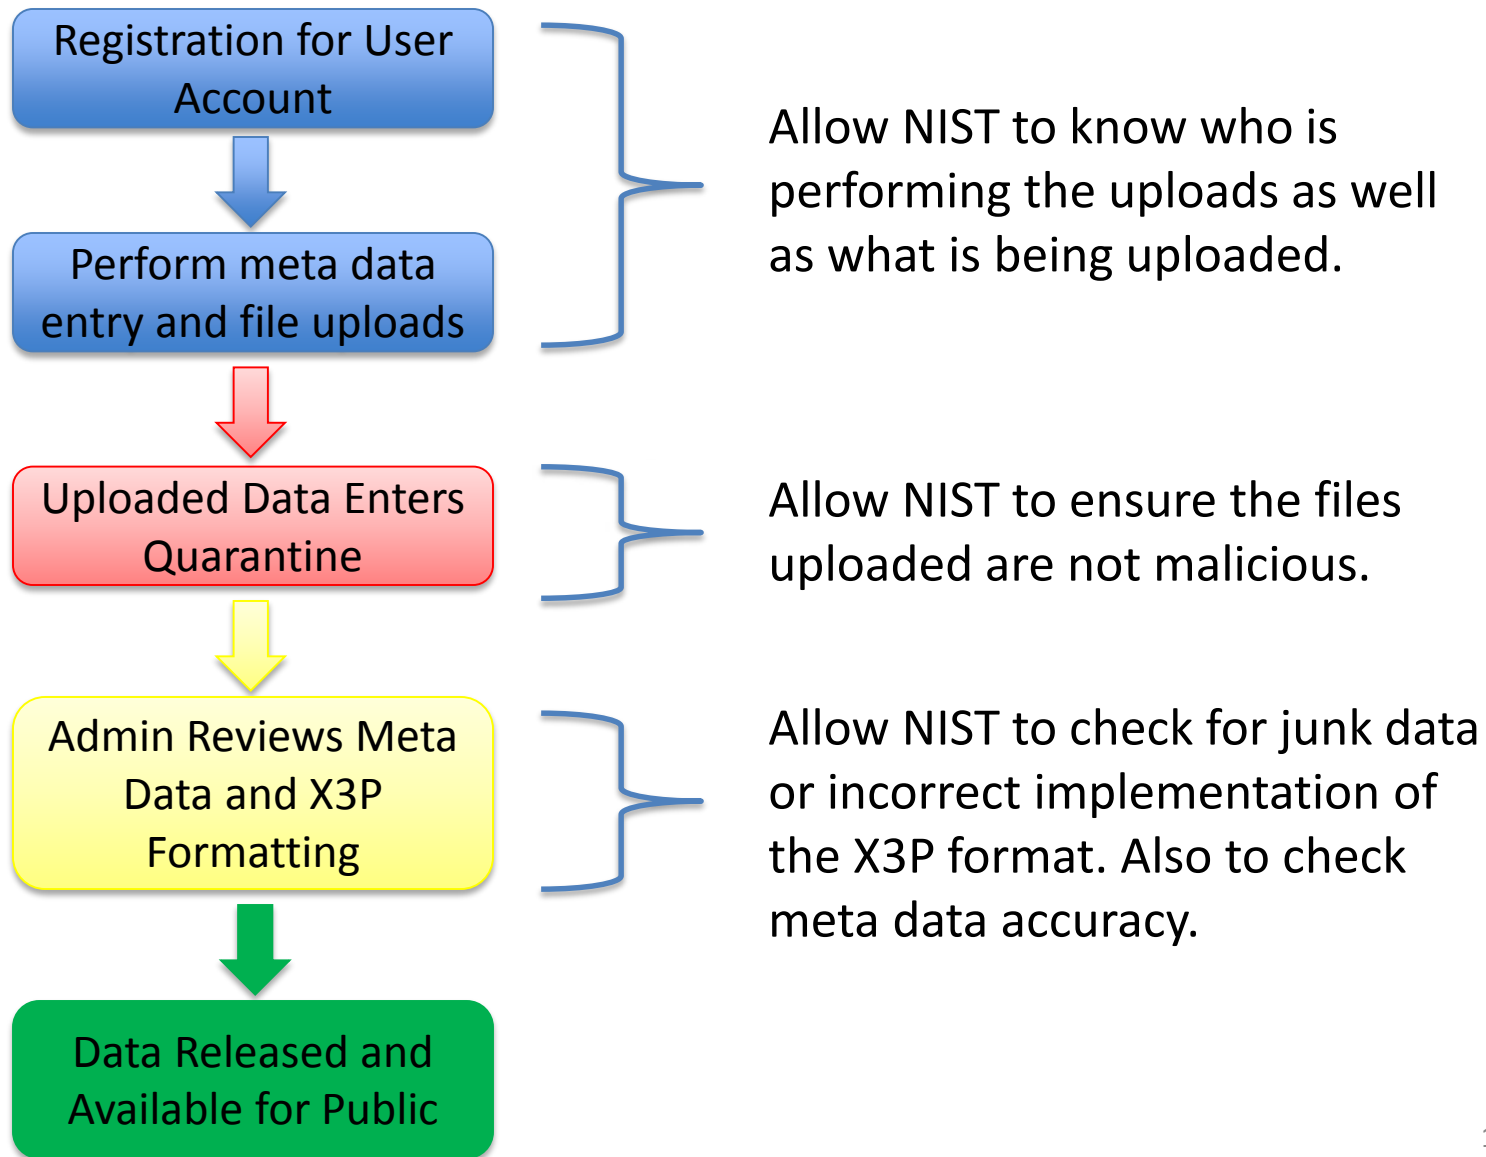 Registration for User
Account
Allow NIST to know who is
performing the uploads as well
as what is being uploaded.
Perform meta data
entry and file uploads
Uploaded Data Enters
Quarantine
Allow NIST to ensure the files
uploaded are not malicious.
Admin Reviews Meta
Data and X3P
Formatting
Allow NIST to check for junk data
or incorrect implementation of
the X3P format. Also to check
meta data accuracy.
Data Released and
Available for Public